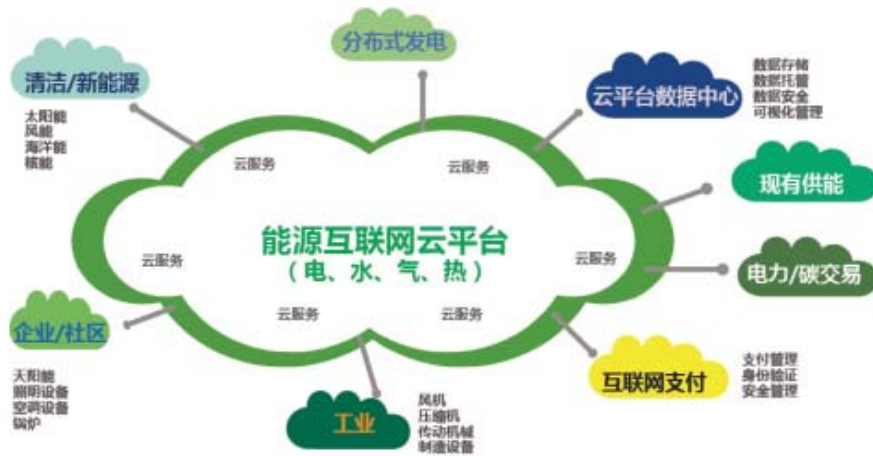 分布式发电
清洁/新能源
太阳能
风能
海洋能
核能
云平台数据中心
数据存储
数据托管
数据安全
可视化管理
云服务
云服务
现有供能
能源互联网云平台
(电、水、气、热)
云服务
云服务
电力/碳交易
云服务
云服务
企业/社区
天阳能
照明设备
空调设备
锅炉
互联网支付
支付管理
身份验证
安全管理
工业
风机
压缩机
传动机械
制造设备